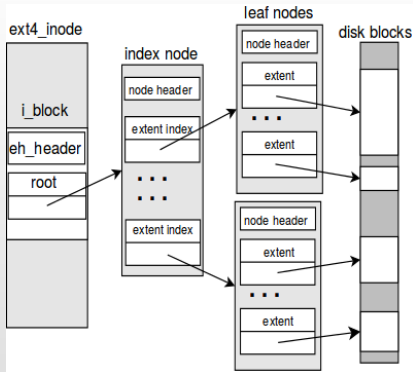 ext4_inode
i_block
eh_header
root
index node
node header
extent index
...
...
extent index
leaf nodes
node header
extent
...
extent
node header
extent
...
extent
disk blocks